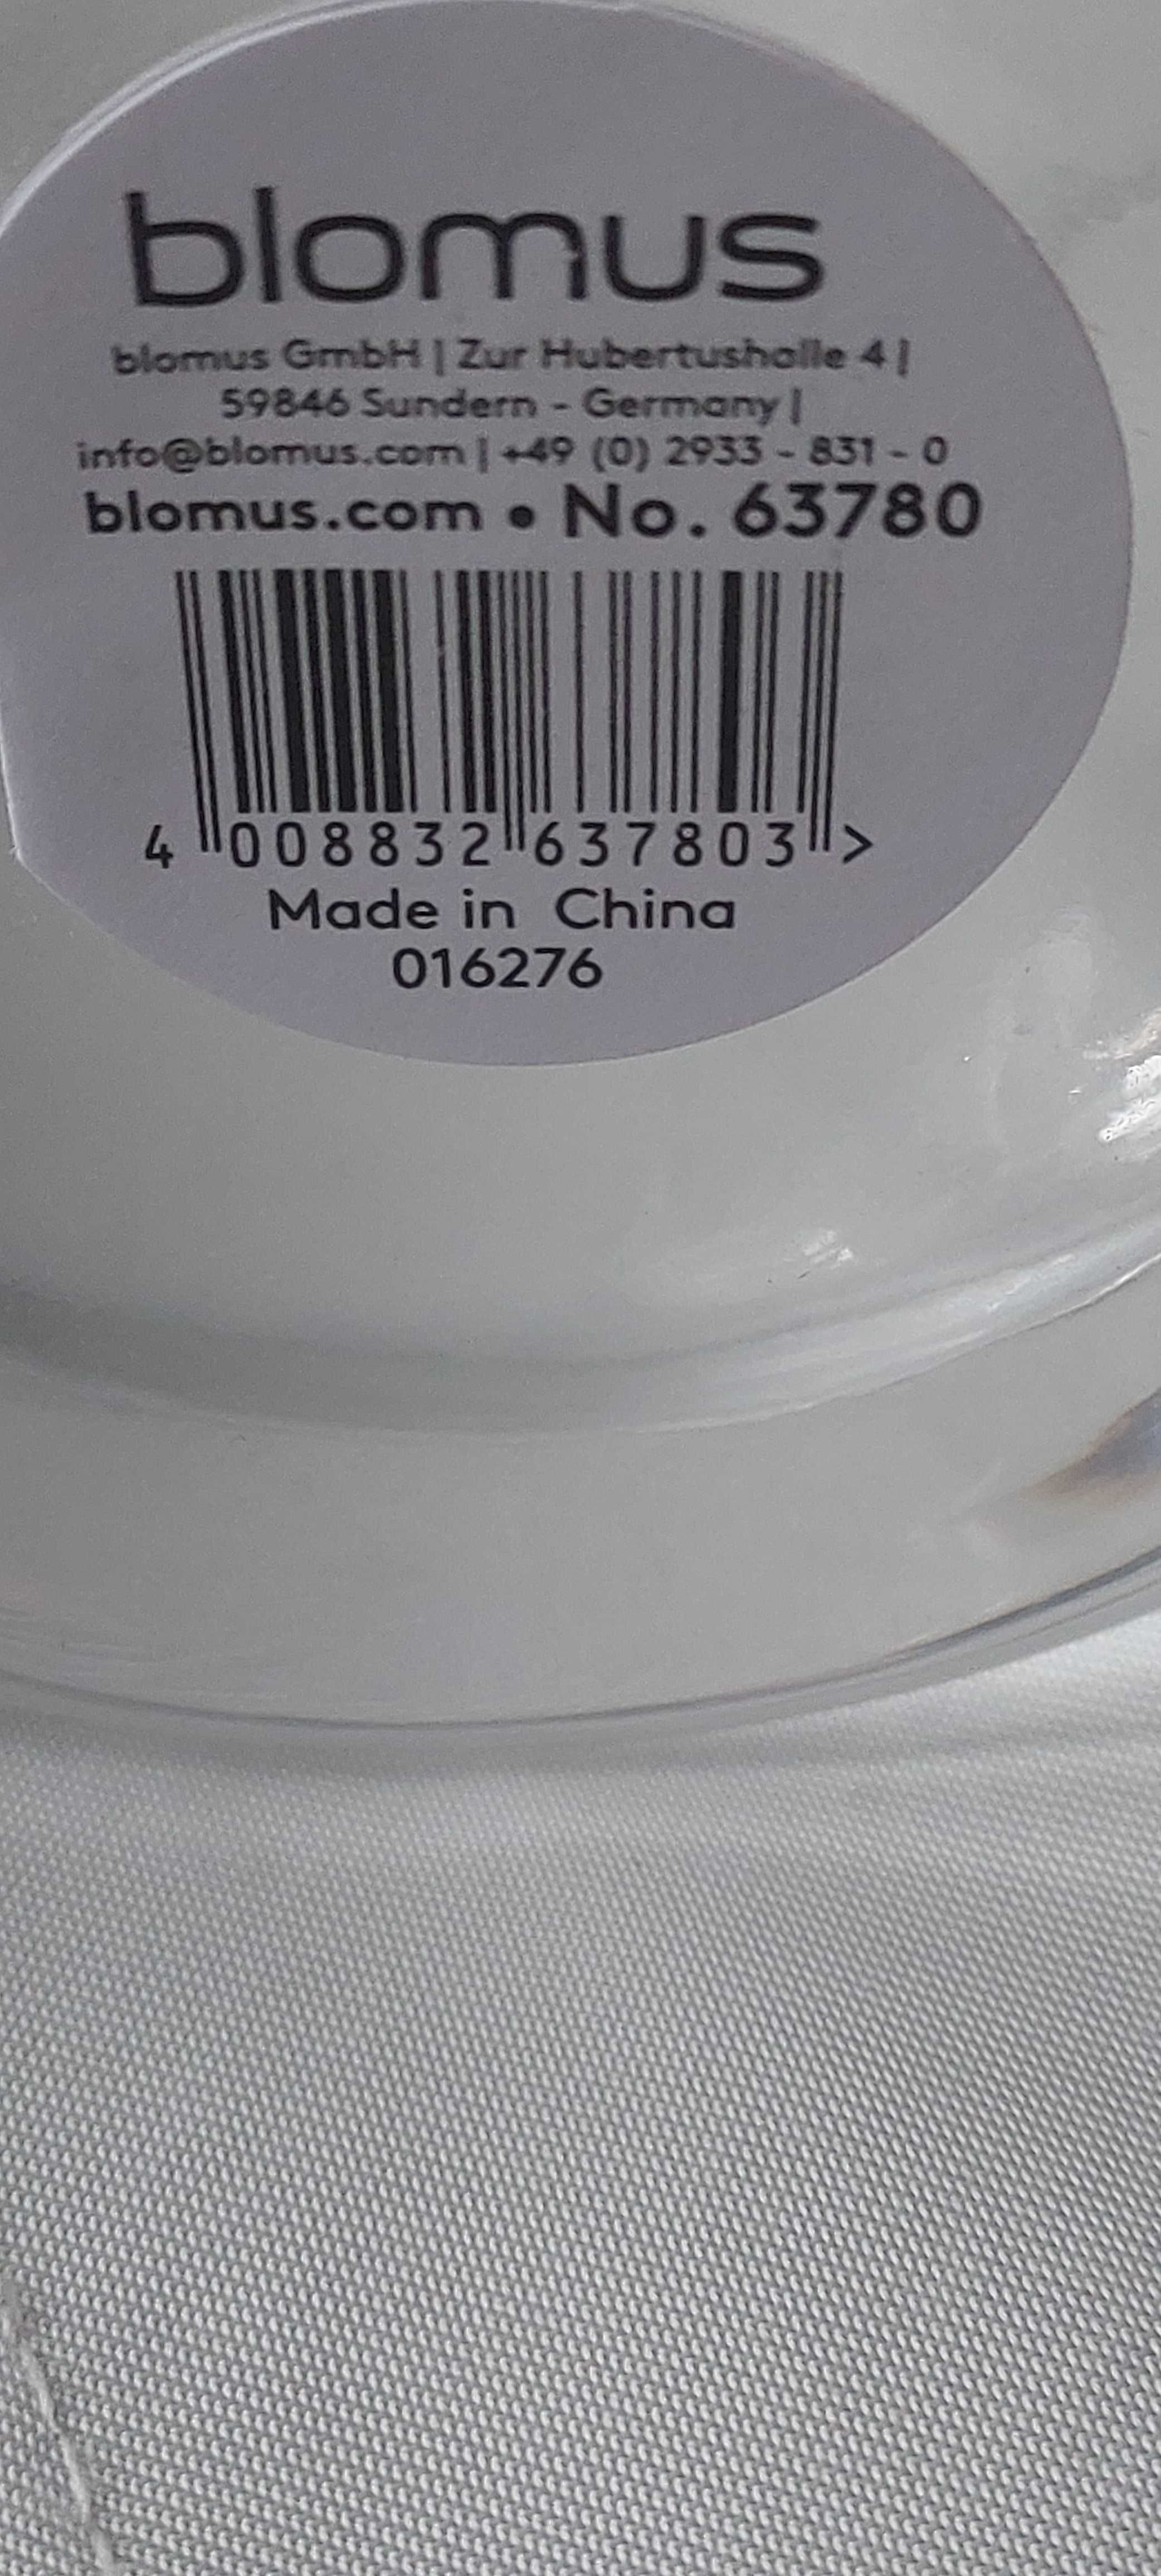 blomus
blomus GmbH | Zur Hubertushalle 4 |
59846 Sundern - Germany |
info@blomus.com | +49 (0) 2933 - 831 - 0
blomus.com • No. 63780
4 008832 637803 >
Made in China
016276